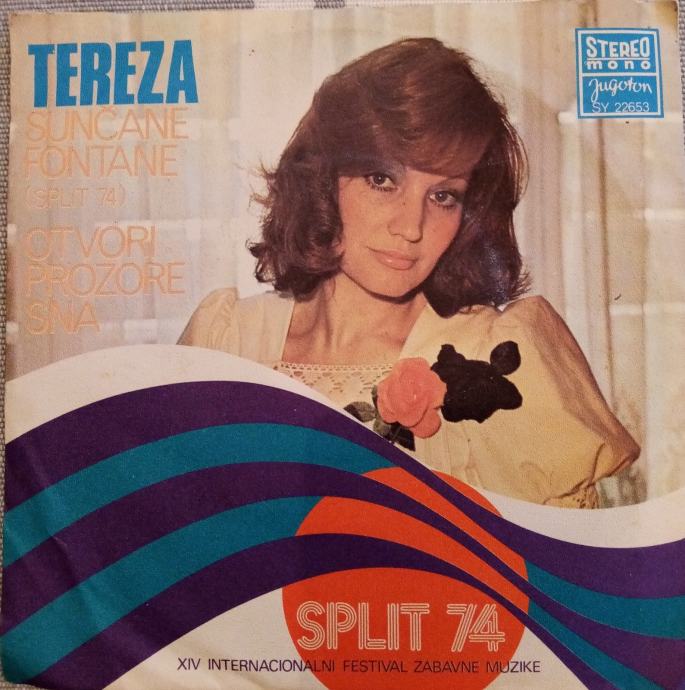 TEREZA
SUNČANE
FONTANE
(SPLIT 74)
OTVORI
PROZORE
SNA
STEREO
mono
Jugoton
SY 22653
SPLIT 74
XIV INTERNACIONALNI FESTIVAL ZABAVNE MUZIKE